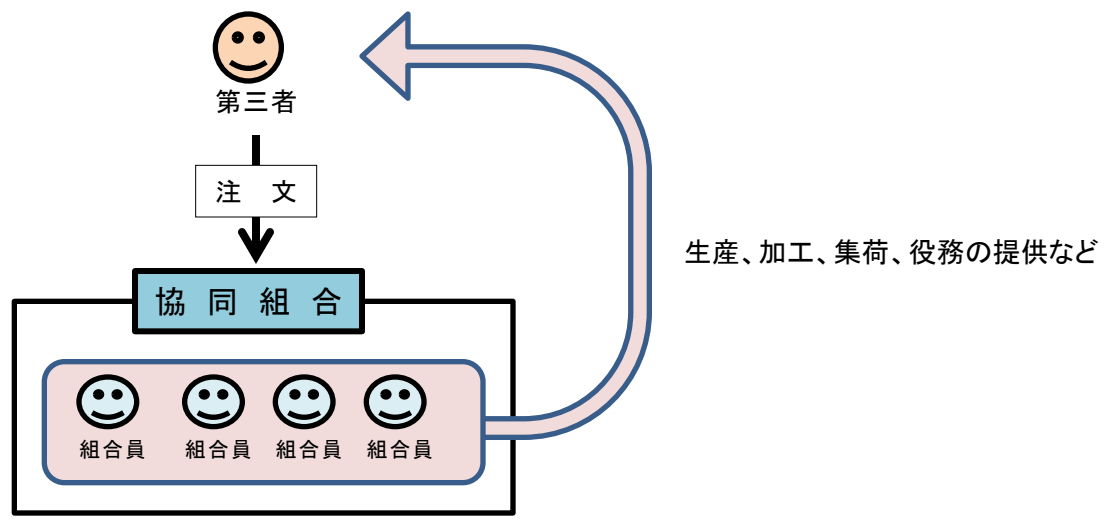 第三者
注　文
協 同 組 合
生産、加工、集荷、役務の提供など
組合員 組合員 組合員 組合員